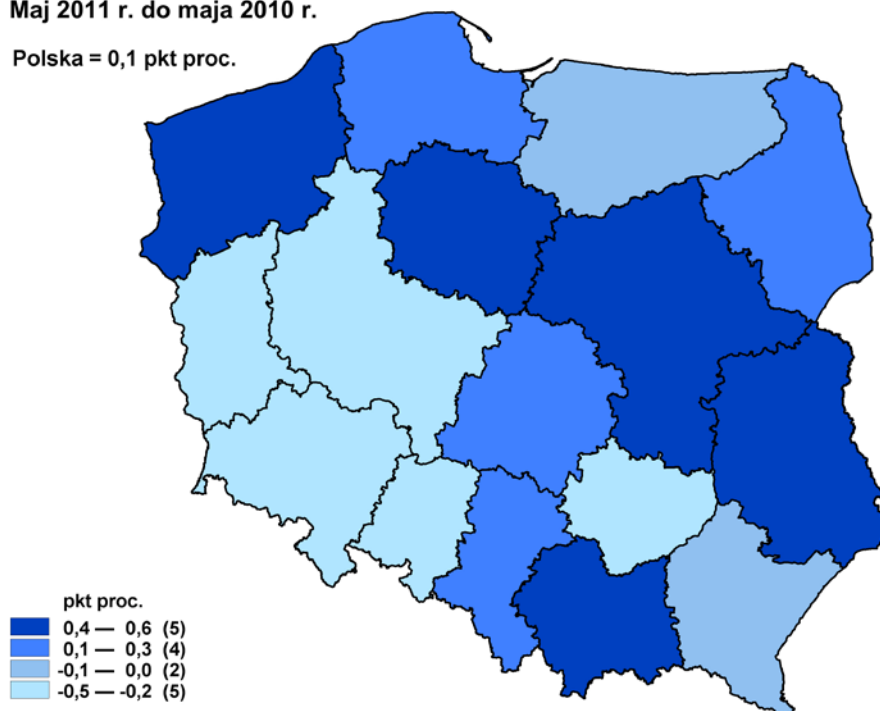 Maj 2011 r. do maja 2010 r.
Polska = 0,1 pkt proc.
pkt proc.
0,4 — 0,6 (5)
0,1 — 0,3 (4)
-0,1 — 0,0 (2)
-0,5 — -0,2 (5)